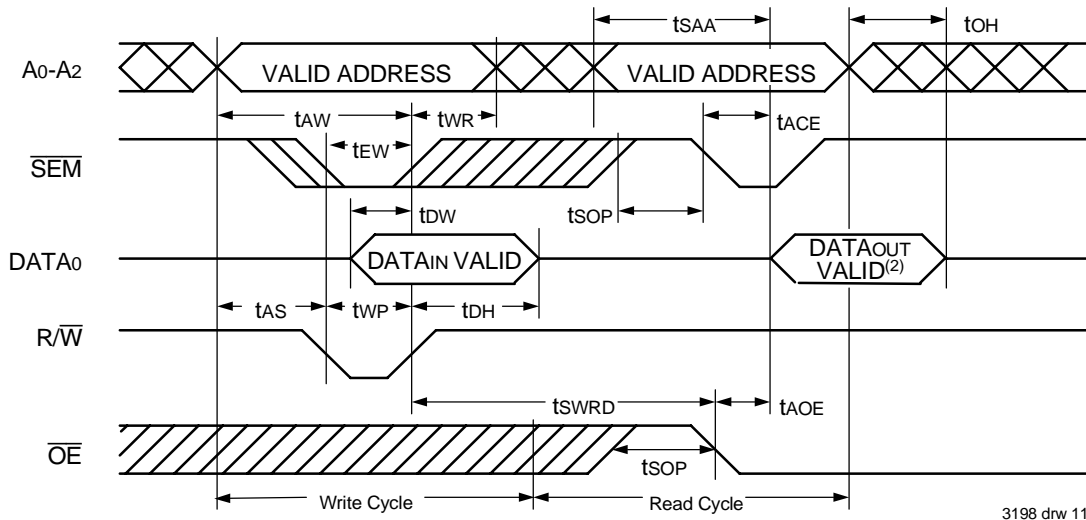 tSAA
tOH
A0-A2
VALID ADDRESS
VALID ADDRESS
tAW
tWR
tACE
tEW
SEM
tDW
tSOP
DATA0
DATAIN VALID
DATAOUT
VALID(2)
tAS
tWP
tDH
R/W
tSWRD
tAOE
OE
tSOP
Write Cycle
Read Cycle
3198 drw 11